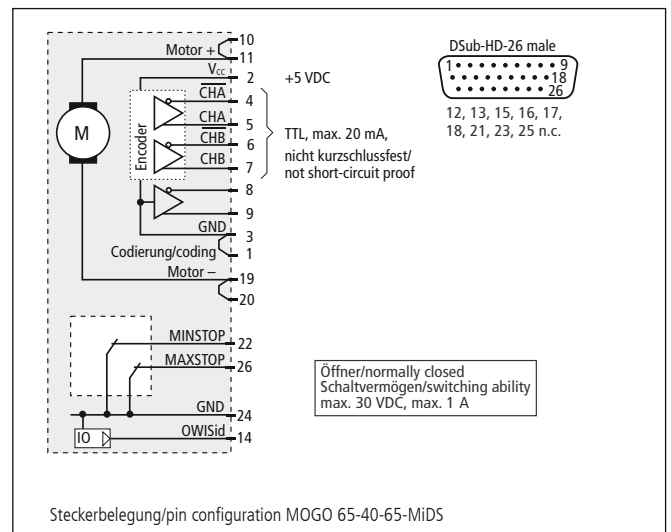 Motor +
10
11
VCC
2
+5 VDC
CHA
4
CHA
5
CHB
6
CHB
7
TTL, max. 20 mA,
nicht kurzschlussfest/
not short-circuit proof
M
Encoder
8
9
GND
3
Codierung/coding
1
Motor –
19
20
MINSTOP
22
MAXSTOP
26
GND
24
IO
OWISid
14
DSub-HD-26 male
1 9
18
26
12, 13, 15, 16, 17,
18, 21, 23, 25 n.c.
Öffner/normally closed
Schaltvermögen/switching ability
max. 30 VDC, max. 1 A
Steckerbelegung/pin configuration MOGO 65-40-65-MiDS